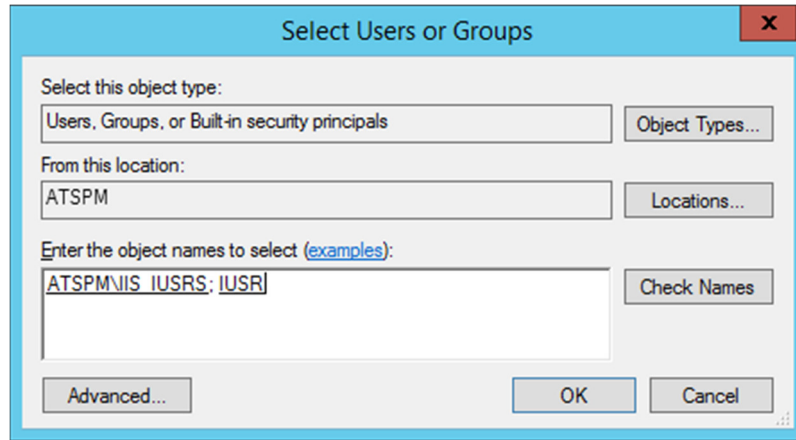 Select Users or Groups
x
Select this object type:
Users, Groups, or Built-in security principals
Object Types...
From this location:
ATSPM
Locations...
Enter the object names to select (examples):
ATSPM\IIS_IUSRS; IUSR
Check Names
Advanced...
OK
Cancel